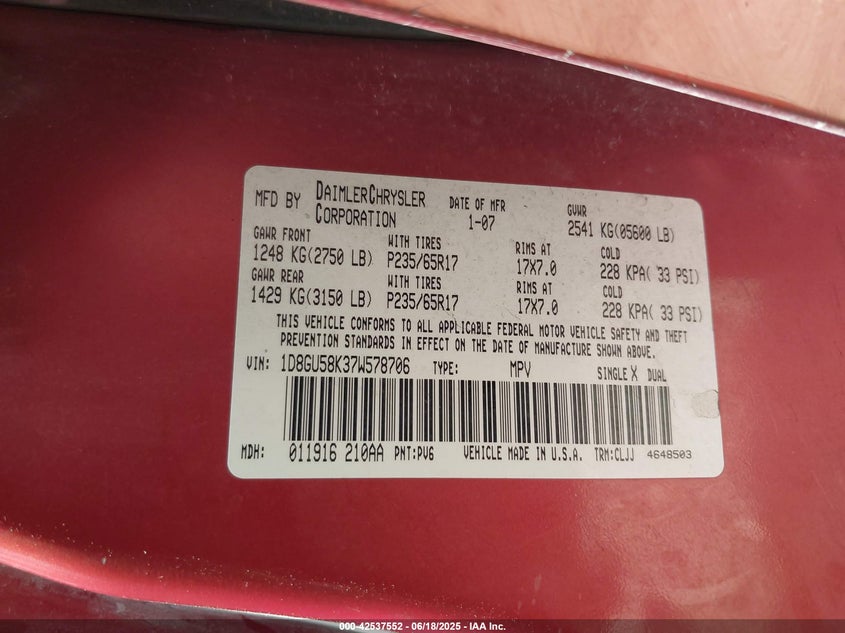 MFD BY DAIMLERCHRYSLER CORPORATION DATE OF MFR 1-07 GVWR 2541 KG(05600 LB)
GAWR FRONT WITH TIRES RIMS AT COLD
1248 KG(2750 LB) P235/65R17 17X7.0 228 KPA( 33 PSI)
GAWR REAR WITH TIRES RIMS AT COLD
1429 KG(3150 LB) P235/65R17 17X7.0 228 KPA( 33 PSI)
THIS VEHICLE CONFORMS TO ALL APPLICABLE FEDERAL MOTOR VEHICLE SAFETY AND THEFT
PREVENTION STANDARDS IN EFFECT ON THE DATE OF MANUFACTURE SHOWN ABOVE.
VIN: 1D8GU58K37W578706 TYPE: MPV SINGLE X DUAL
MDH: 011916 210AA PNT:PV6 VEHICLE MADE IN U.S.A. TRM:CLJJ 4648503
000-42537552 - 06/18/2025 - IAA Inc.